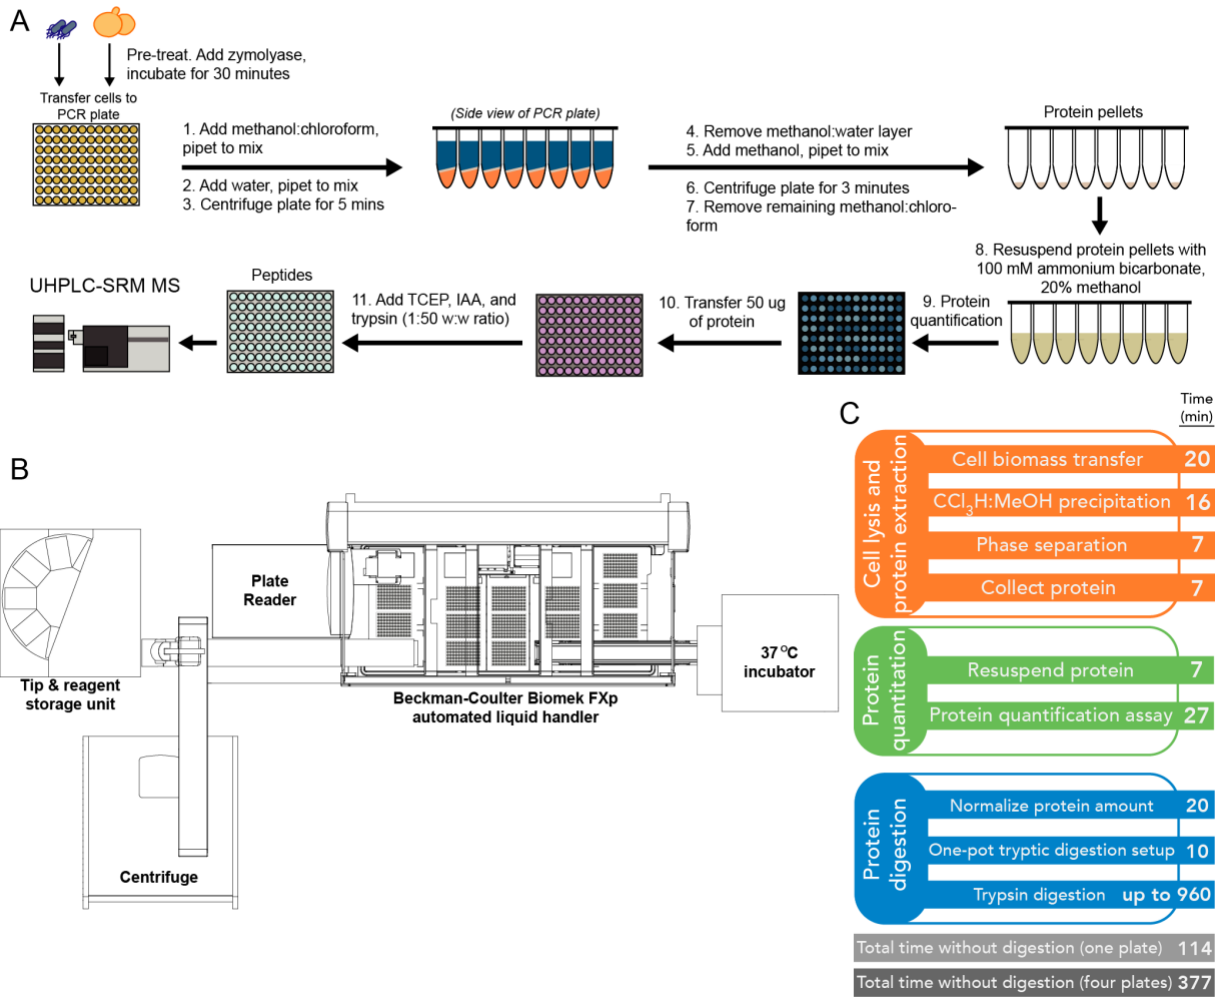 A
Pre-treat. Add zymolyase,
incubate for 30 minutes
Transfer cells to
PCR plate
1. Add methanol:chloroform,
pipet to mix
2. Add water, pipet to mix
3. Centrifuge plate for 5 mins
(Side view of PCR plate)
4. Remove methanol:water layer
5. Add methanol, pipet to mix
6. Centrifuge plate for 3 minutes
7. Remove remaining methanol:chloro-
form
Protein pellets
8. Resuspend protein pellets with
100 mM ammonium bicarbonate,
20% methanol
9. Protein
quantification
10. Transfer 50 ug
of protein
11. Add TCEP, IAA, and
trypsin (1:50 w:w ratio)
Peptides
UHPLC-SRM MS
B
Tip & reagent
storage unit
Plate
Reader
Beckman-Coulter Biomek FXp
automated liquid handler
37 °C
incubator
Centrifuge
C
Time
(min)
Cell lysis and
protein extraction
Cell biomass transfer 20
CCl3H:MeOH precipitation 16
Phase separation 7
Collect protein 7
Protein
quantitation
Resuspend protein 7
Protein quantification assay 27
Protein
digestion
Normalize protein amount 20
One-pot tryptic digestion setup 10
Trypsin digestion up to 960
Total time without digestion (one plate) 114
Total time without digestion (four plates) 377